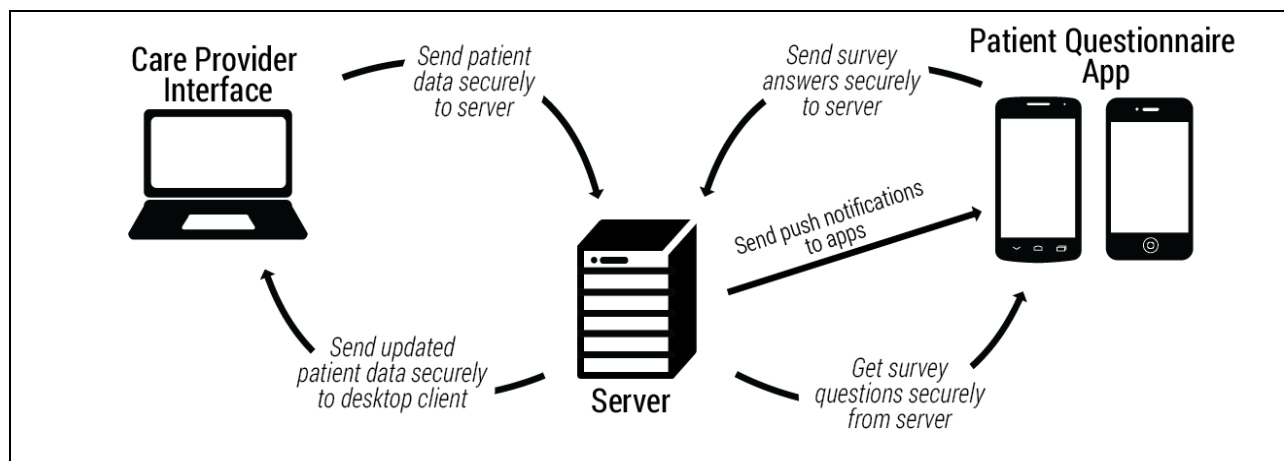 Care Provider
Interface
Send patient
data securely
to server
Send survey
answers securely
to server
Patient Questionnaire
App
Send push notifications
to apps
Send updated
patient data securely
to desktop client
Server
Get survey
questions securely
from server